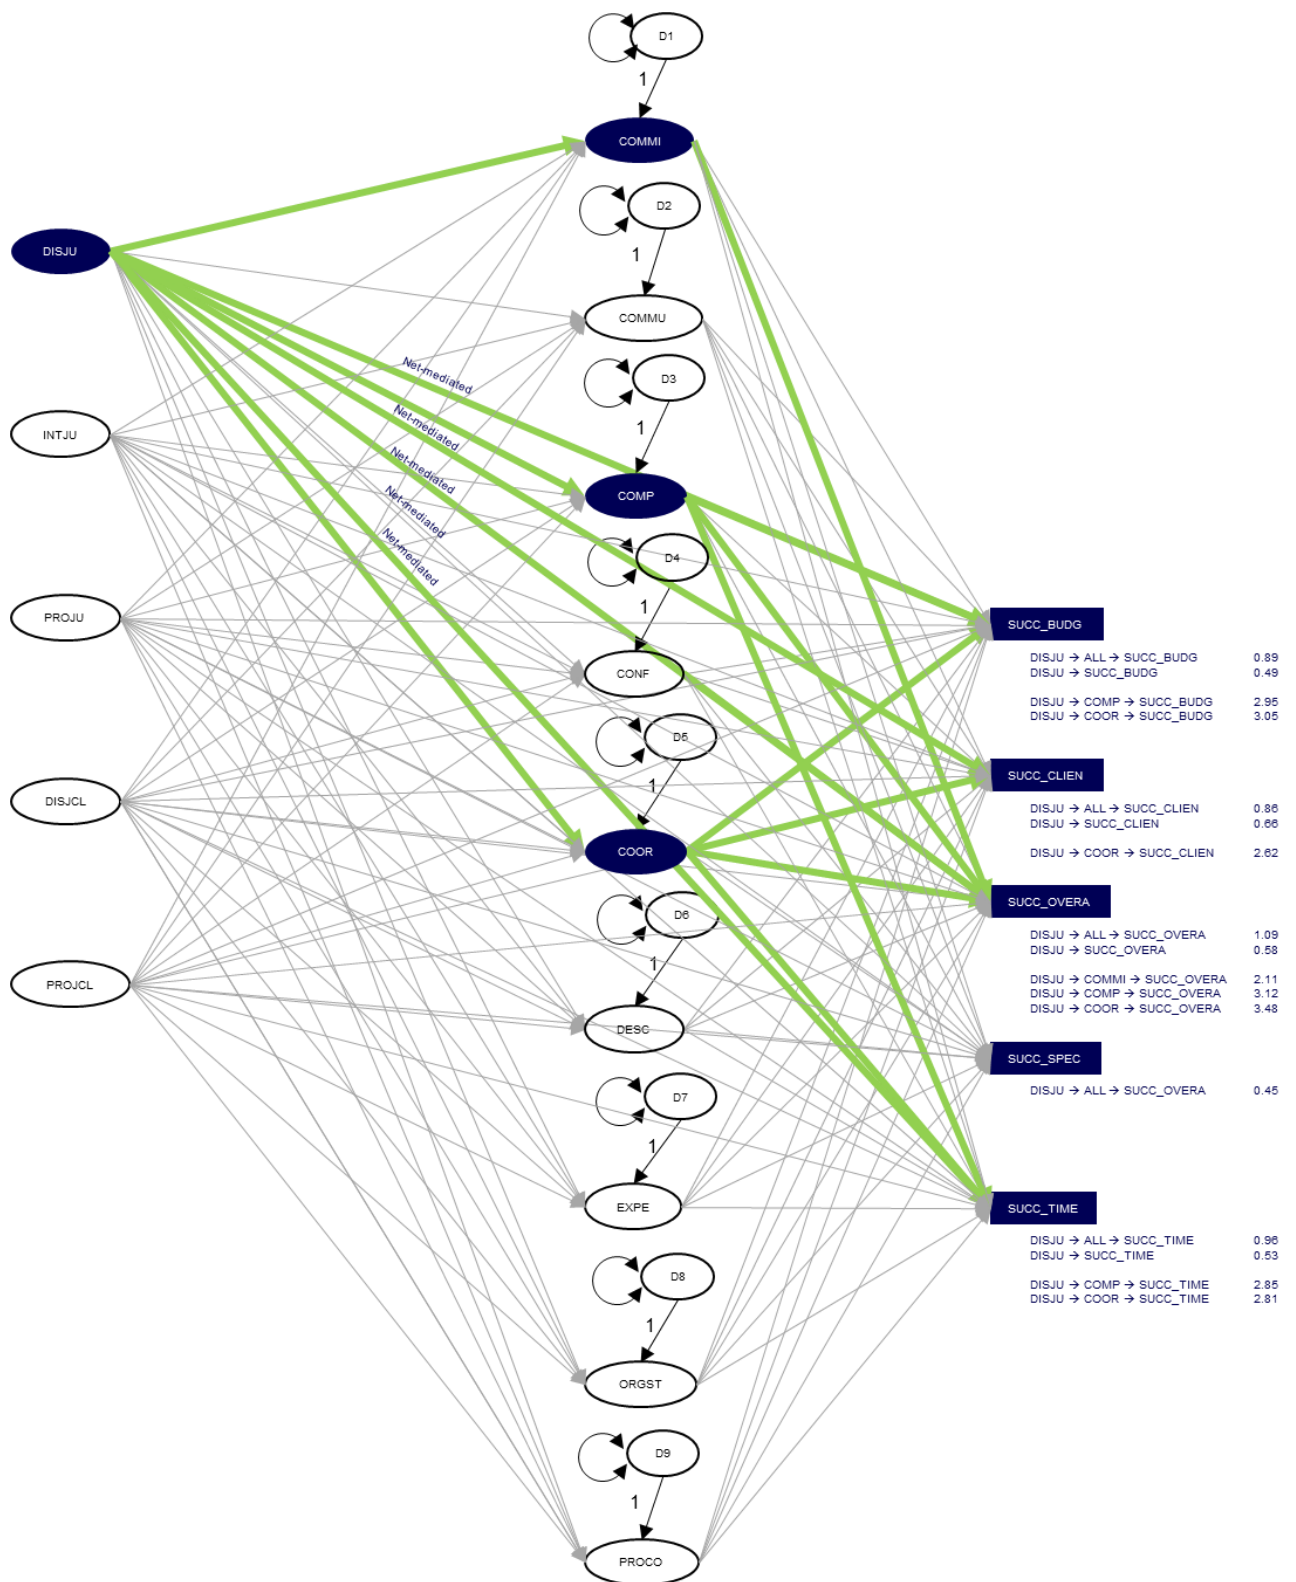 D1
1
COMMI
D2
DISJU
1
COMMU
Net-mediated
D3
Net-mediated
1
INTJU
Net-mediated
COMP
Net-mediated
Net-mediated
D4
1
PROJU
SUCC_BUDG
DISJU → ALL → SUCC_BUDG 0.89
DISJU → SUCC_BUDG 0.49
CONF
DISJU → COMP → SUCC_BUDG 2.95
DISJU → COOR → SUCC_BUDG 3.05
D5
SUCC_CLIEN
1
DISJCL
DISJU → ALL → SUCC_CLIEN 0.86
DISJU → SUCC_CLIEN 0.66
COOR
DISJU → COOR → SUCC_CLIEN 2.62
SUCC_OVERA
D6
DISJU → ALL → SUCC_OVERA 1.09
DISJU → SUCC_OVERA 0.58
1
PROJCL
DISJU → COMMI → SUCC_OVERA 2.11
DISJU → COMP → SUCC_OVERA 3.12
DISJU → COOR → SUCC_OVERA 3.48
DESC
SUCC_SPEC
DISJU → ALL → SUCC_OVERA 0.45
D7
1
EXPE
SUCC_TIME
DISJU → ALL → SUCC_TIME 0.96
DISJU → SUCC_TIME 0.53
D8
DISJU → COMP → SUCC_TIME 2.85
DISJU → COOR → SUCC_TIME 2.81
1
ORGST
D9
1
PROCO